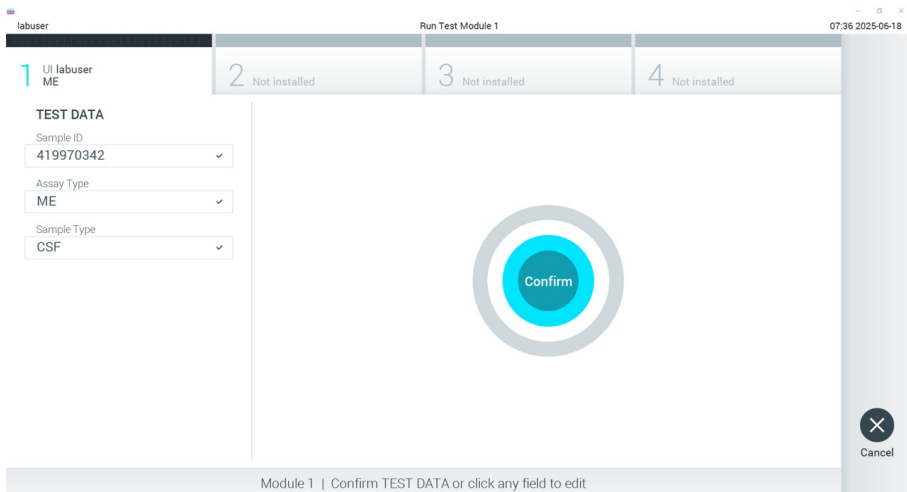 labuser
Run Test Module 1
07:36 2025-06-18
1 UI labuser
ME
2 Not installed
3 Not installed
4 Not installed
TEST DATA
Sample ID
419970342
Assay Type
ME
Sample Type
CSF
Confirm
Cancel
Module 1 | Confirm TEST DATA or click any field to edit